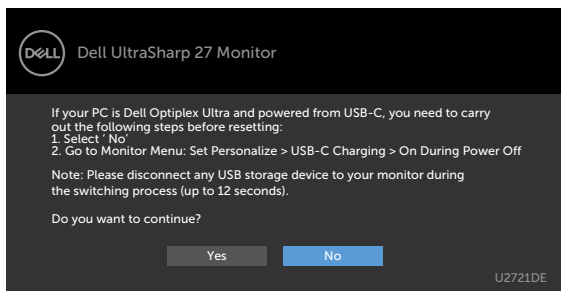 DELL
Dell UltraSharp 27 Monitor
If your PC is Dell Optiplex Ultra and powered from USB-C, you need to carry
out the following steps before resetting:
1. Select ‘ No’
2. Go to Monitor Menu: Set Personalize > USB-C Charging > On During Power Off
Note: Please disconnect any USB storage device to your monitor during
the switching process (up to 12 seconds).
Do you want to continue?
Yes No
U2721DE